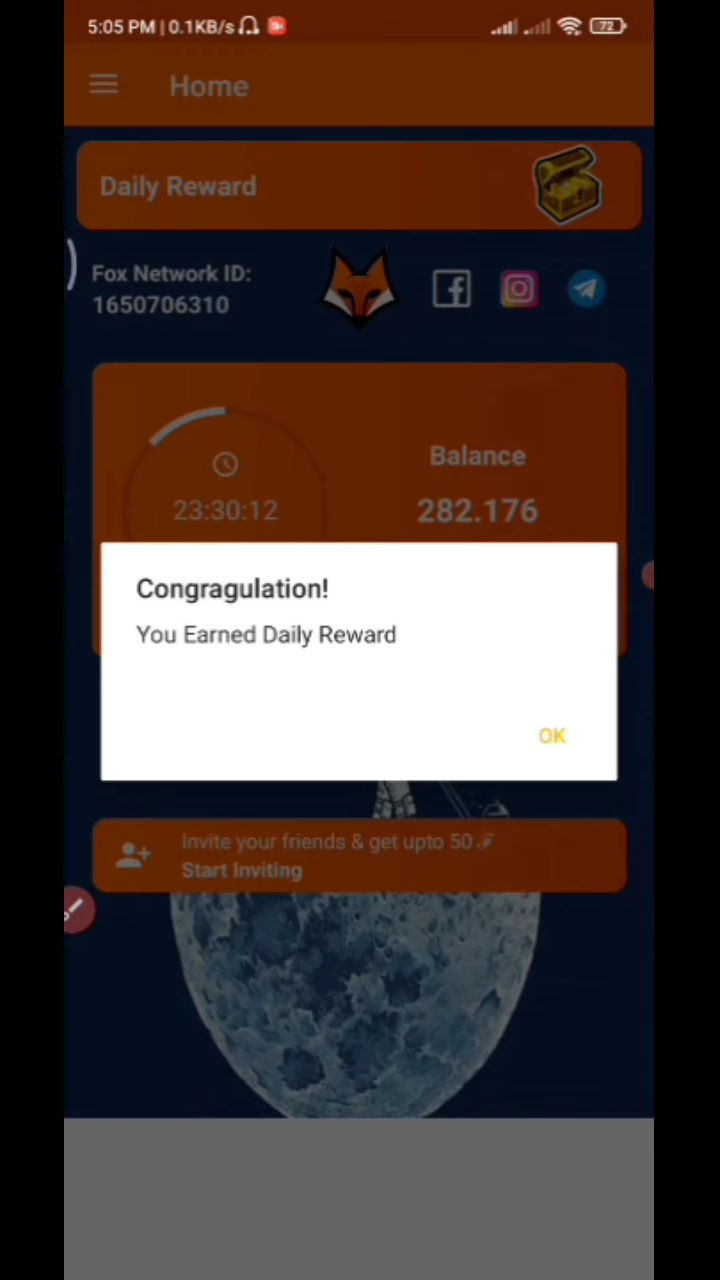 5:05 PM | 0.1KB/s
72
Home
Daily Reward
Fox Network ID:
1650706310
23:30:12
Balance
282.176
Congragulation!
You Earned Daily Reward
OK
Invite your friends & get upto 50 ℱ
Start Inviting